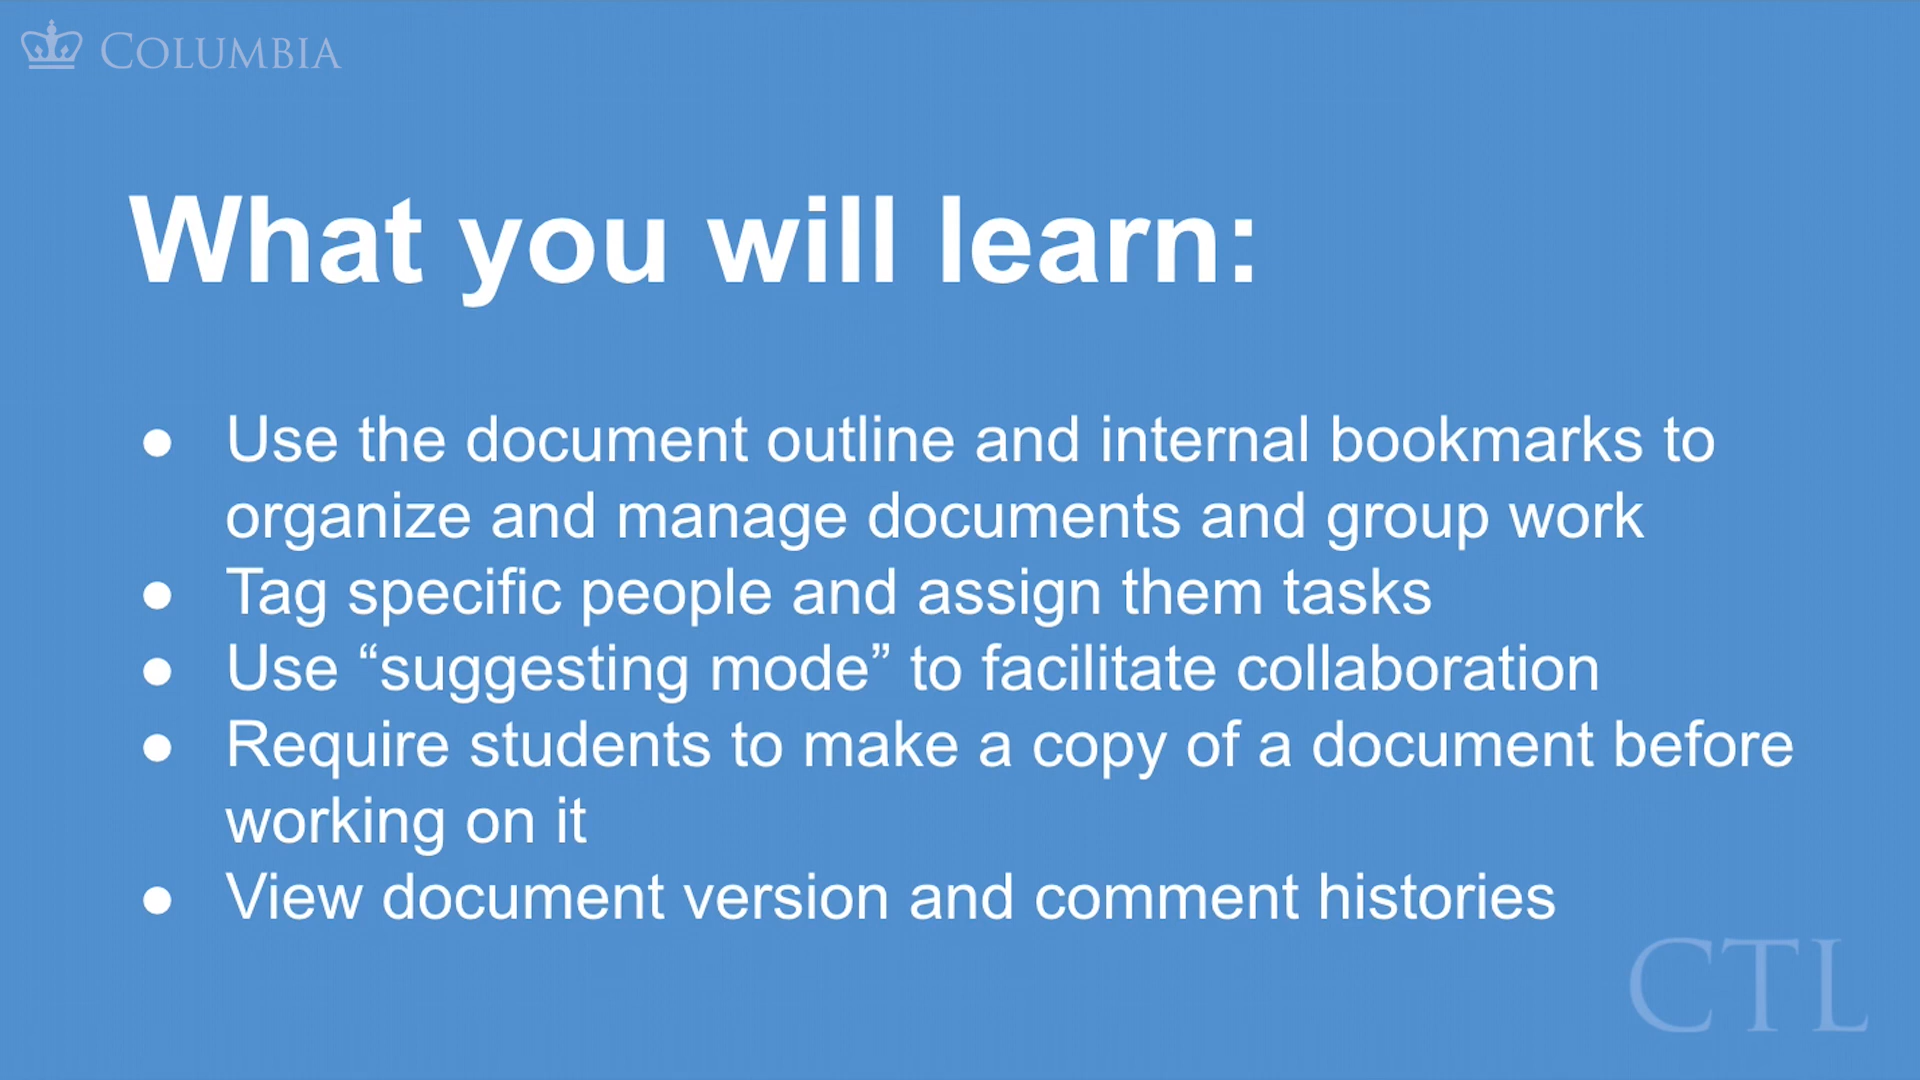 COLUMBIA
What you will learn:
● Use the document outline and internal bookmarks to
organize and manage documents and group work
● Tag specific people and assign them tasks
● Use “suggesting mode” to facilitate collaboration
● Require students to make a copy of a document before
working on it
● View document version and comment histories
CTL